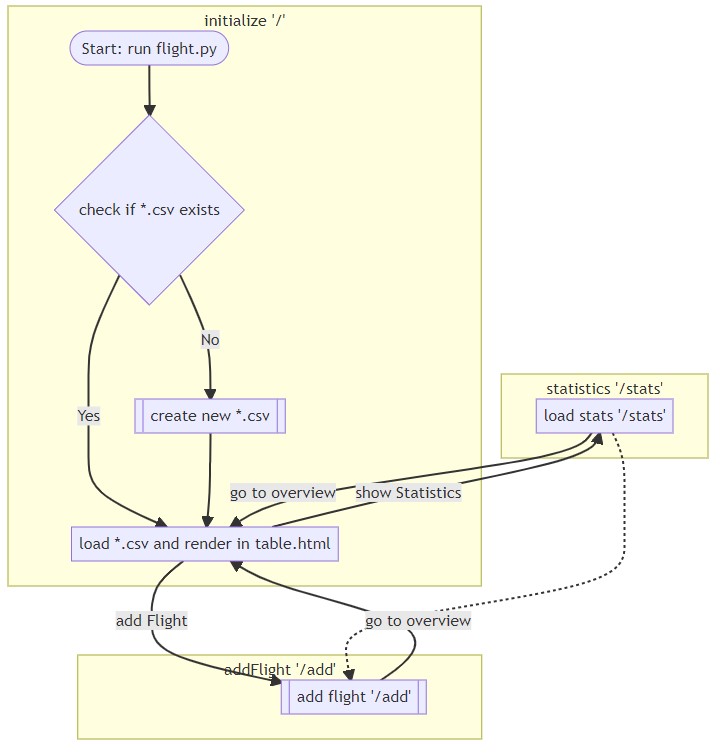 initialize '/'
Start: run flight.py
check if *.csv exists
No
statistics '/stats'
Yes
create new *.csv
load stats '/stats'
go to overview
show Statistics
load *.csv and render in table.html
add Flight
go to overview
addFlight '/add'
add flight '/add'